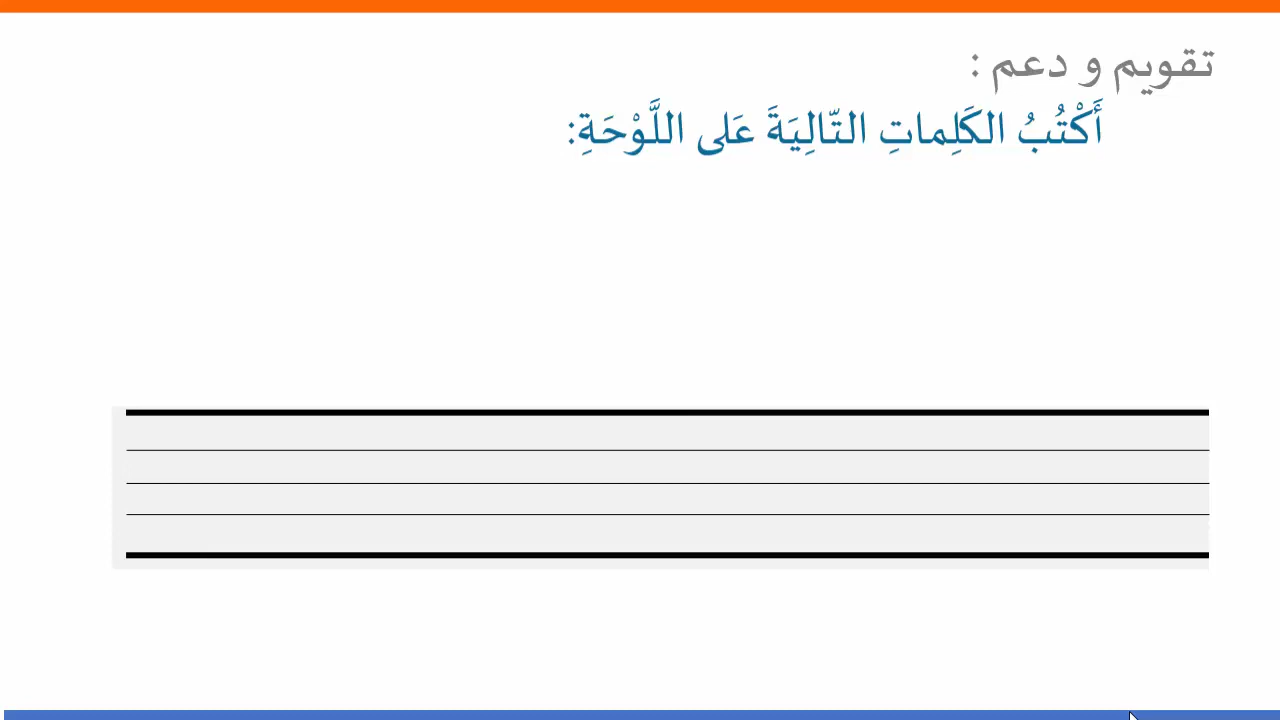 تقويم و دعم :
أَكْتُبُ الكَلِماتِ التّالِيَةَ عَلى اللَّوْحَةِ: